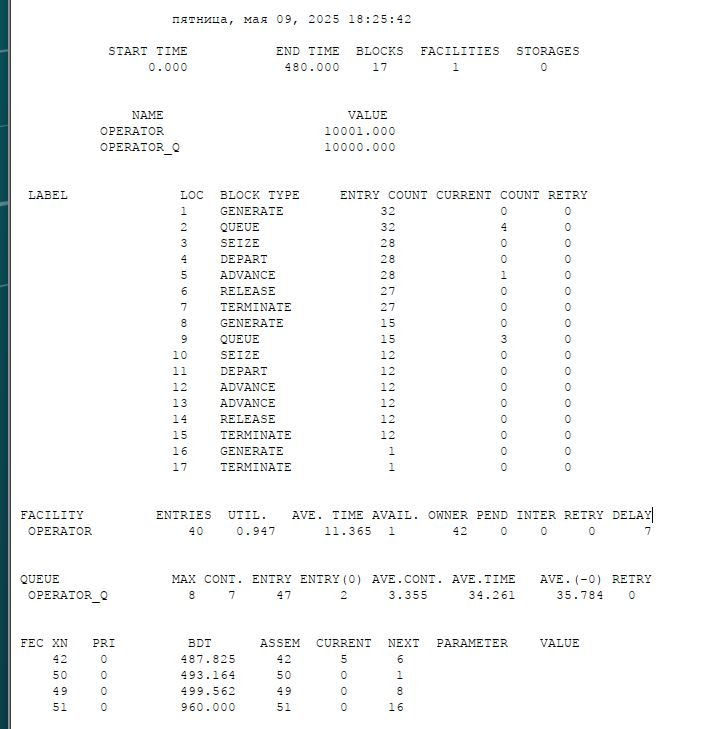 пятница, мая 09, 2025 18:25:42
START TIME END TIME BLOCKS FACILITIES STORAGES
0.000 480.000 17 1 0
NAME VALUE
OPERATOR 10001.000
OPERATOR_Q 10000.000
LABEL LOC BLOCK TYPE ENTRY COUNT CURRENT COUNT RETRY
1 GENERATE 32 0 0
2 QUEUE 32 4 0
3 SEIZE 28 0 0
4 DEPART 28 0 0
5 ADVANCE 28 1 0
6 RELEASE 27 0 0
7 TERMINATE 27 0 0
8 GENERATE 15 0 0
9 QUEUE 15 3 0
10 SEIZE 12 0 0
11 DEPART 12 0 0
12 ADVANCE 12 0 0
13 ADVANCE 12 0 0
14 RELEASE 12 0 0
15 TERMINATE 12 0 0
16 GENERATE 1 0 0
17 TERMINATE 1 0 0
FACILITY ENTRIES UTIL. AVE. TIME AVAIL. OWNER PEND INTER RETRY DELAY
OPERATOR 40 0.947 11.365 1 42 0 0 0 7
QUEUE MAX CONT. ENTRY ENTRY(0) AVE.CONT. AVE.TIME AVE.(-0) RETRY
OPERATOR_Q 8 7 47 2 3.355 34.261 35.784 0
FEC XN PRI BDT ASSEM CURRENT NEXT PARAMETER VALUE
42 0 487.825 42 5 6
50 0 493.164 50 0 1
49 0 499.562 49 0 8
51 0 960.000 51 0 16